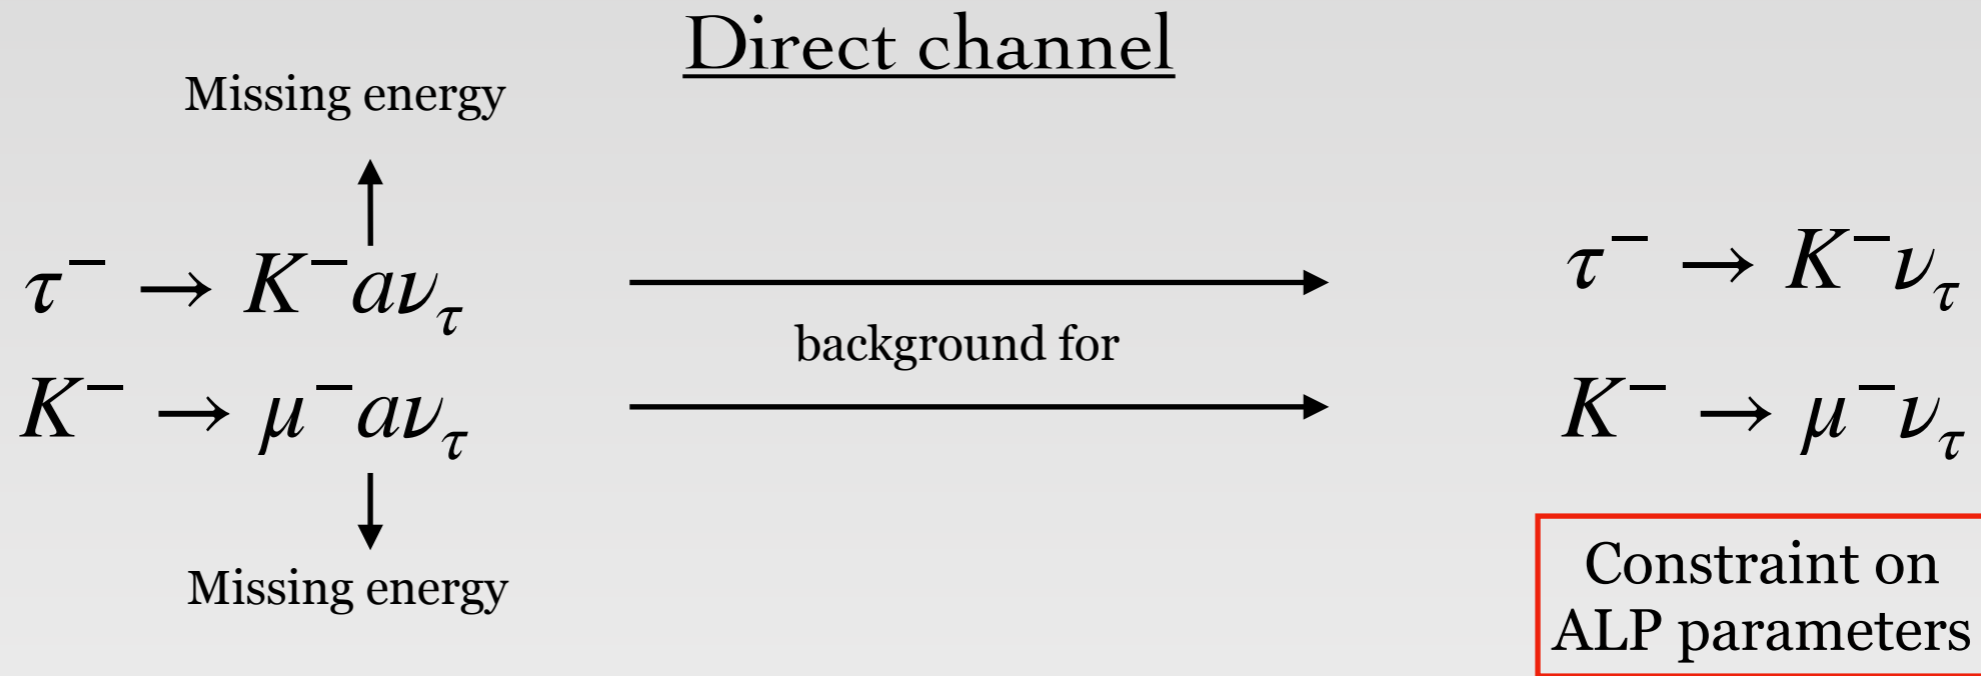 Direct channel
Missing energy
τ⁻ → K⁻aν_τ
τ⁻ → K⁻ν_τ
background for
K⁻ → μ⁻aν_τ
K⁻ → μ⁻ν_τ
Missing energy
Constraint on
ALP parameters